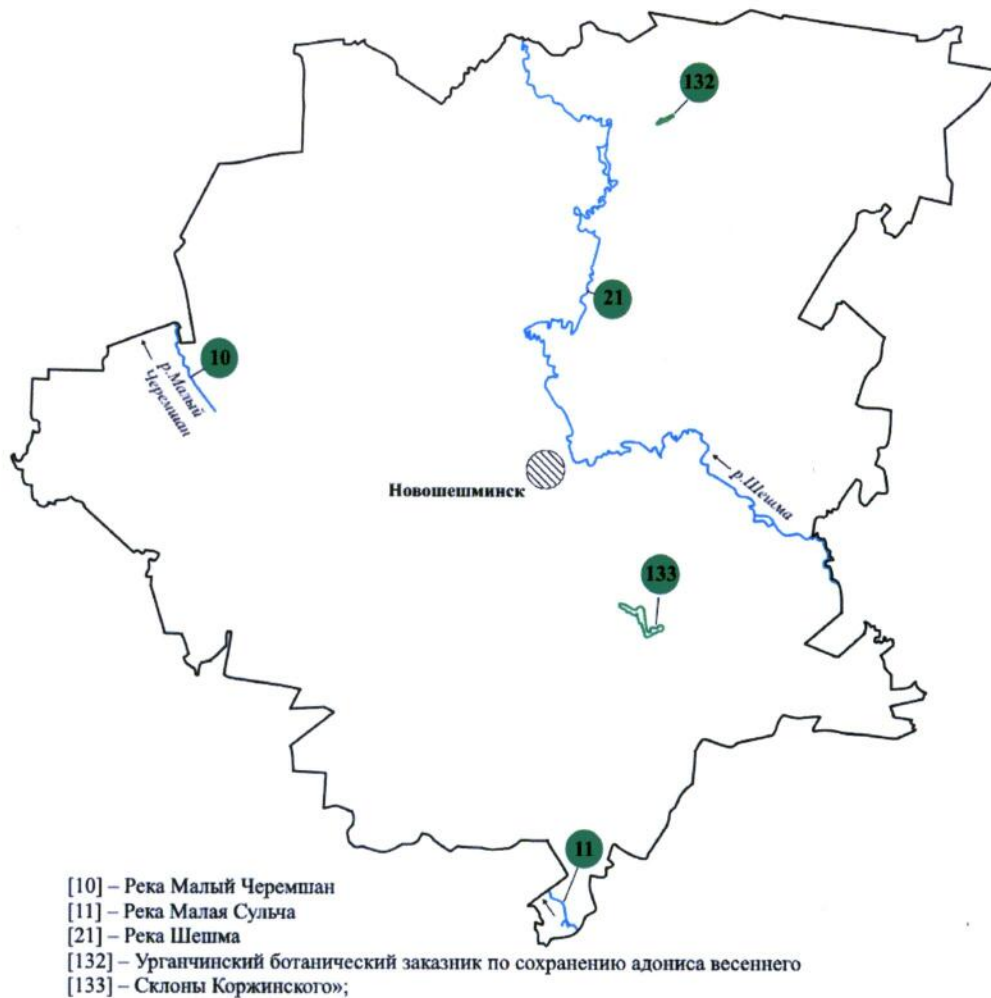 132
21
10
р.Малый
Черемшан
Новошешминск
р.Шешма
133
11
[10] – Река Малый Черемшан
[11] – Река Малая Сульча
[21] – Река Шешма
[132] – Урганчинский ботанический заказник по сохранению адониса весеннего
[133] – Склоны Коржинского»;